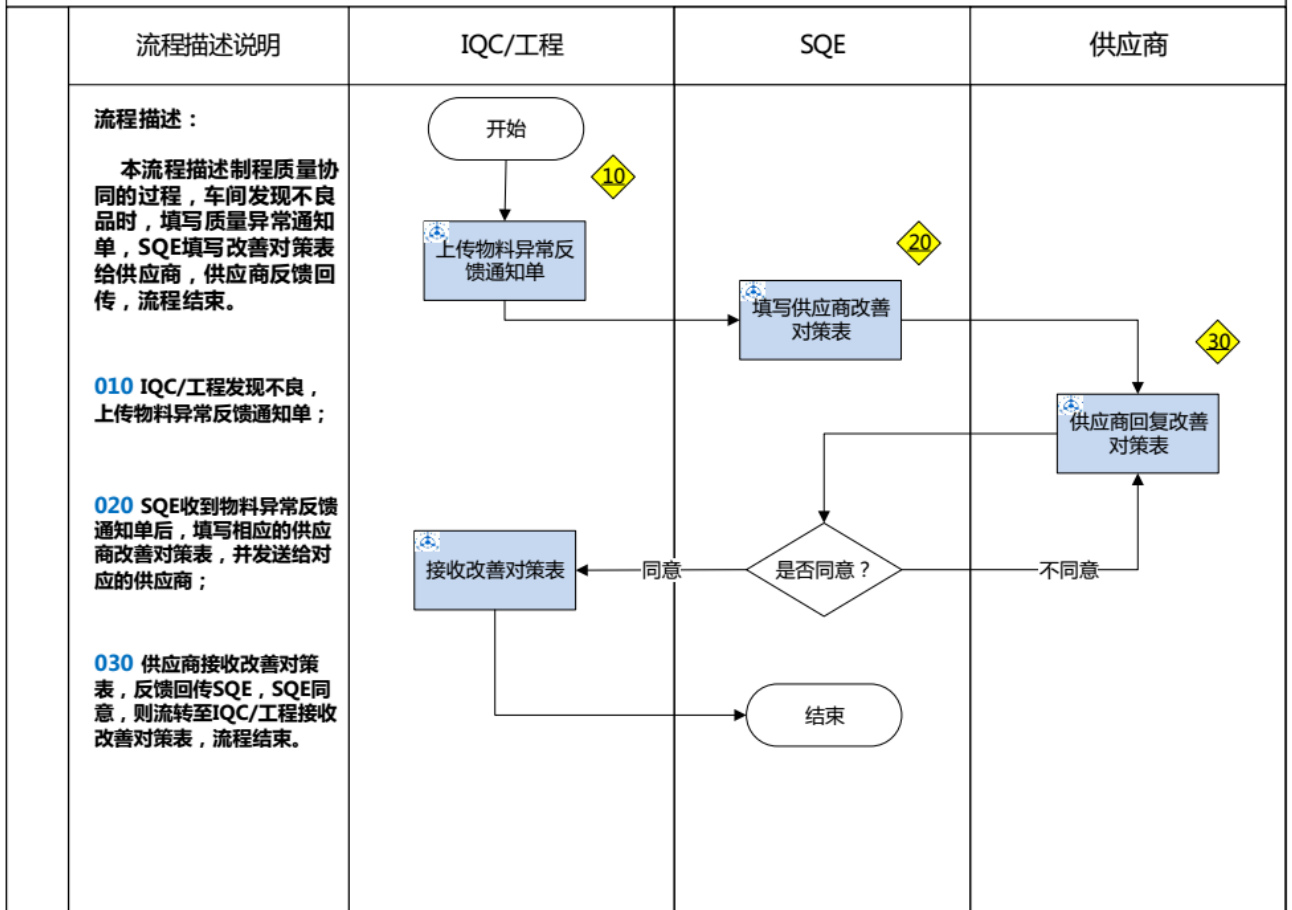 流程描述说明
IQC/工程
SQE
供应商
流程描述：
本流程描述制程质量协
同的过程，车间发现不良
品时，填写质量异常通知
单，SQE填写改善对策表
给供应商，供应商反馈回
传，流程结束。
010 IQC/工程发现不良，
上传物料异常反馈通知单；
020 SQE收到物料异常反馈
通知单后，填写相应的供应
商改善对策表，并发送给对
应的供应商；
030 供应商接收改善对策
表，反馈回传SQE，SQE同
意，则流转至IQC/工程接收
改善对策表，流程结束。
开始
10
上传物料异常反
馈通知单
20
填写供应商改善
对策表
30
供应商回复改善
对策表
是否同意？
不同意
同意
接收改善对策表
结束